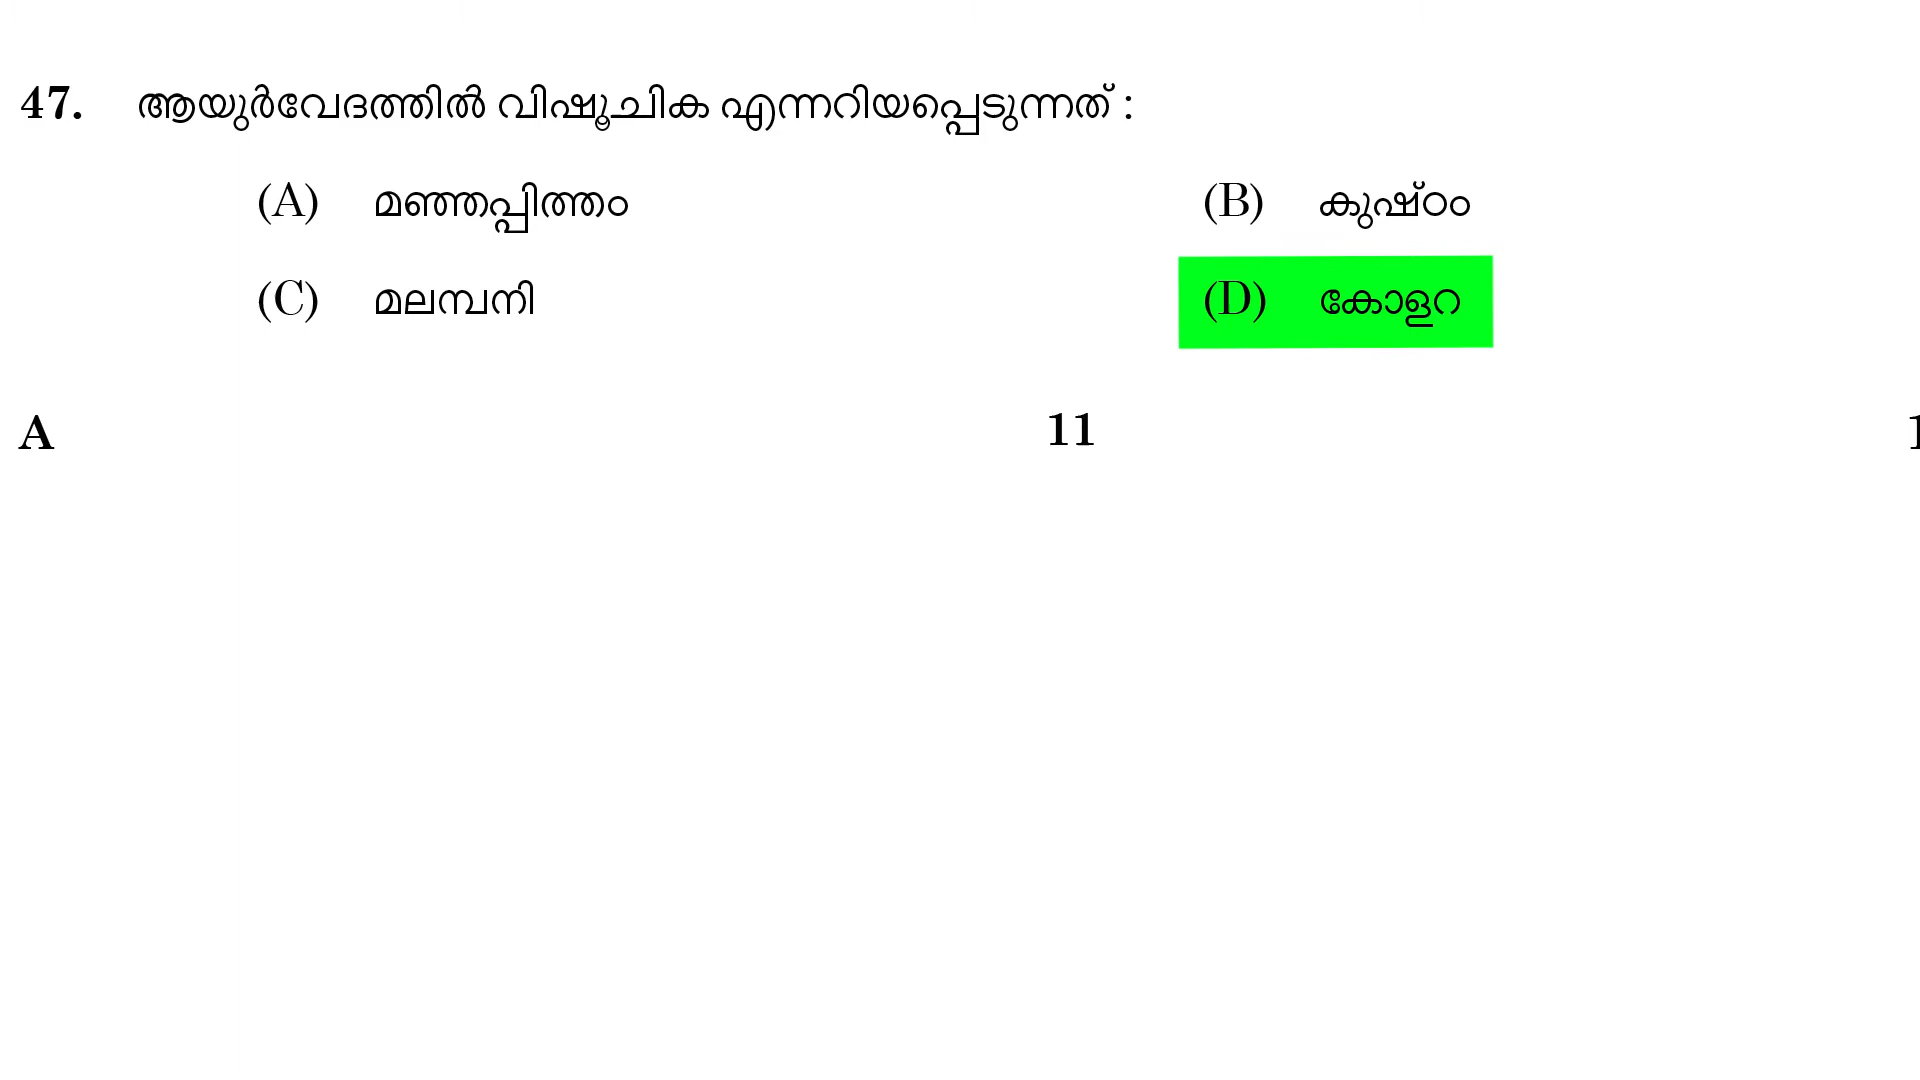 47. ആയുർവേദത്തിൽ വിഷൂചിക എന്നറിയപ്പെടുന്നത് :
(A) മഞ്ഞപ്പിത്തം (B) കുഷ്ഠം
(C) മലമ്പനി (D) കോളറ
A 11